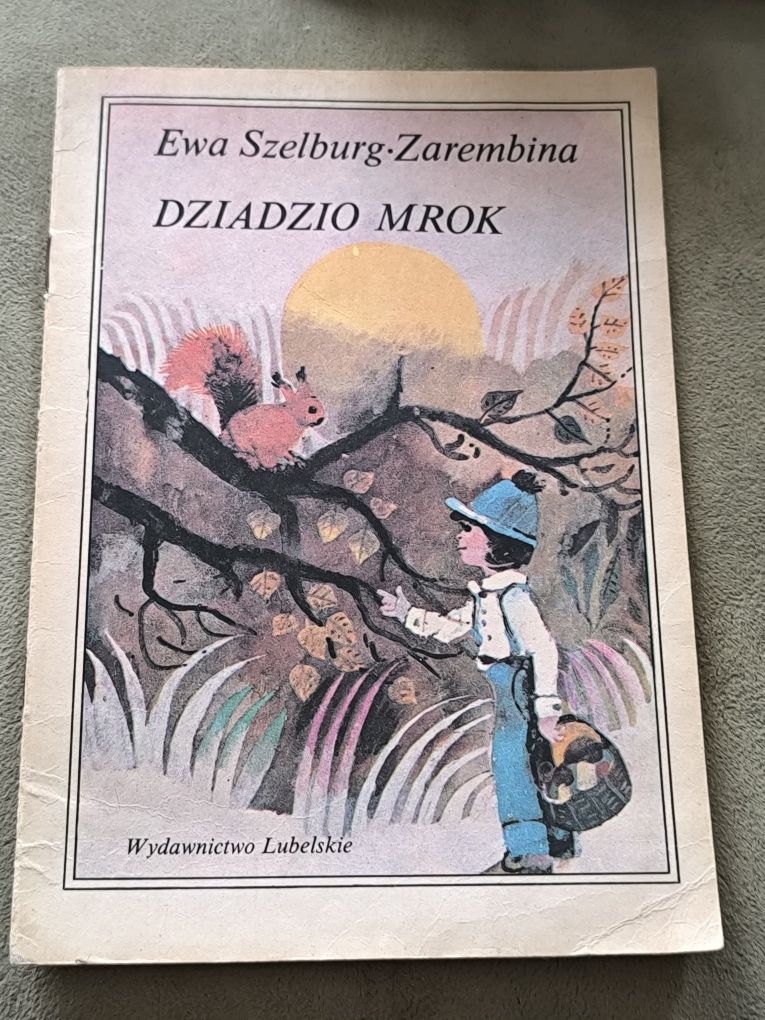 Ewa Szelburg-Zarembina
DZIADZIO MROK
Wydawnictwo Lubelskie